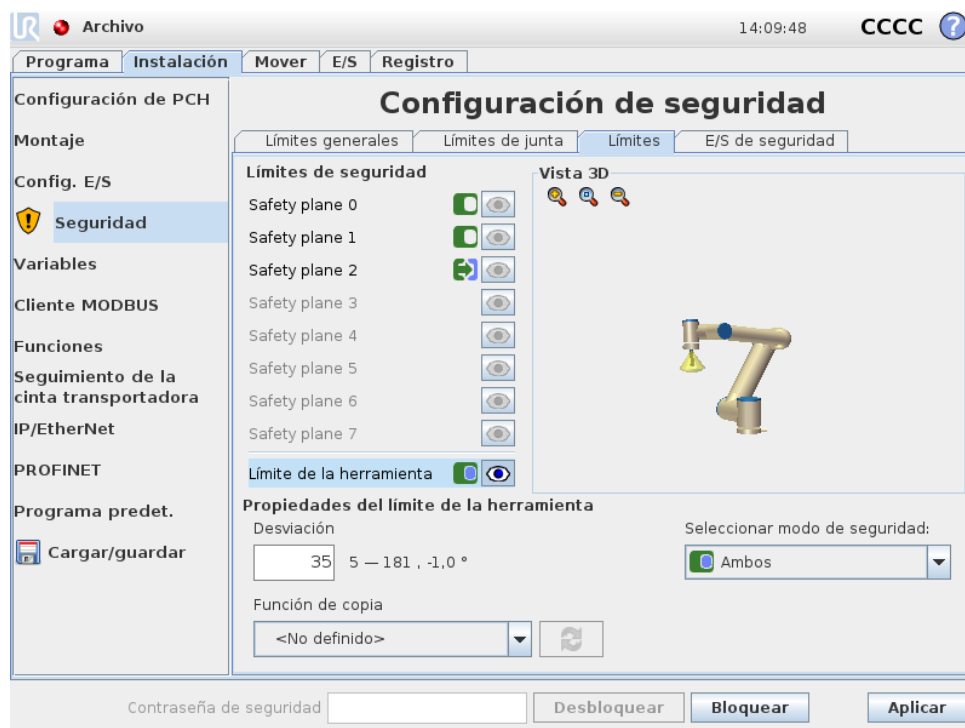 UR Archivo 14:09:48 CCCC ?
Programa Instalación Mover E/S Registro
Configuración de PCH
Montaje
Config. E/S
Seguridad
Variables
Cliente MODBUS
Funciones
Seguimiento de la
cinta transportadora
IP/EtherNet
PROFINET
Programa predet.
Cargar/guardar
Configuración de seguridad
Límites generales Límites de junta Límites E/S de seguridad
Límites de seguridad
Safety plane 0
Safety plane 1
Safety plane 2
Safety plane 3
Safety plane 4
Safety plane 5
Safety plane 6
Safety plane 7
Límite de la herramienta
Vista 3D
Propiedades del límite de la herramienta
Desviación
35 5 — 181 , -1,0 °
Seleccionar modo de seguridad:
Ambos
Función de copia
<No definido>
Contraseña de seguridad Desbloquear Bloquear Aplicar